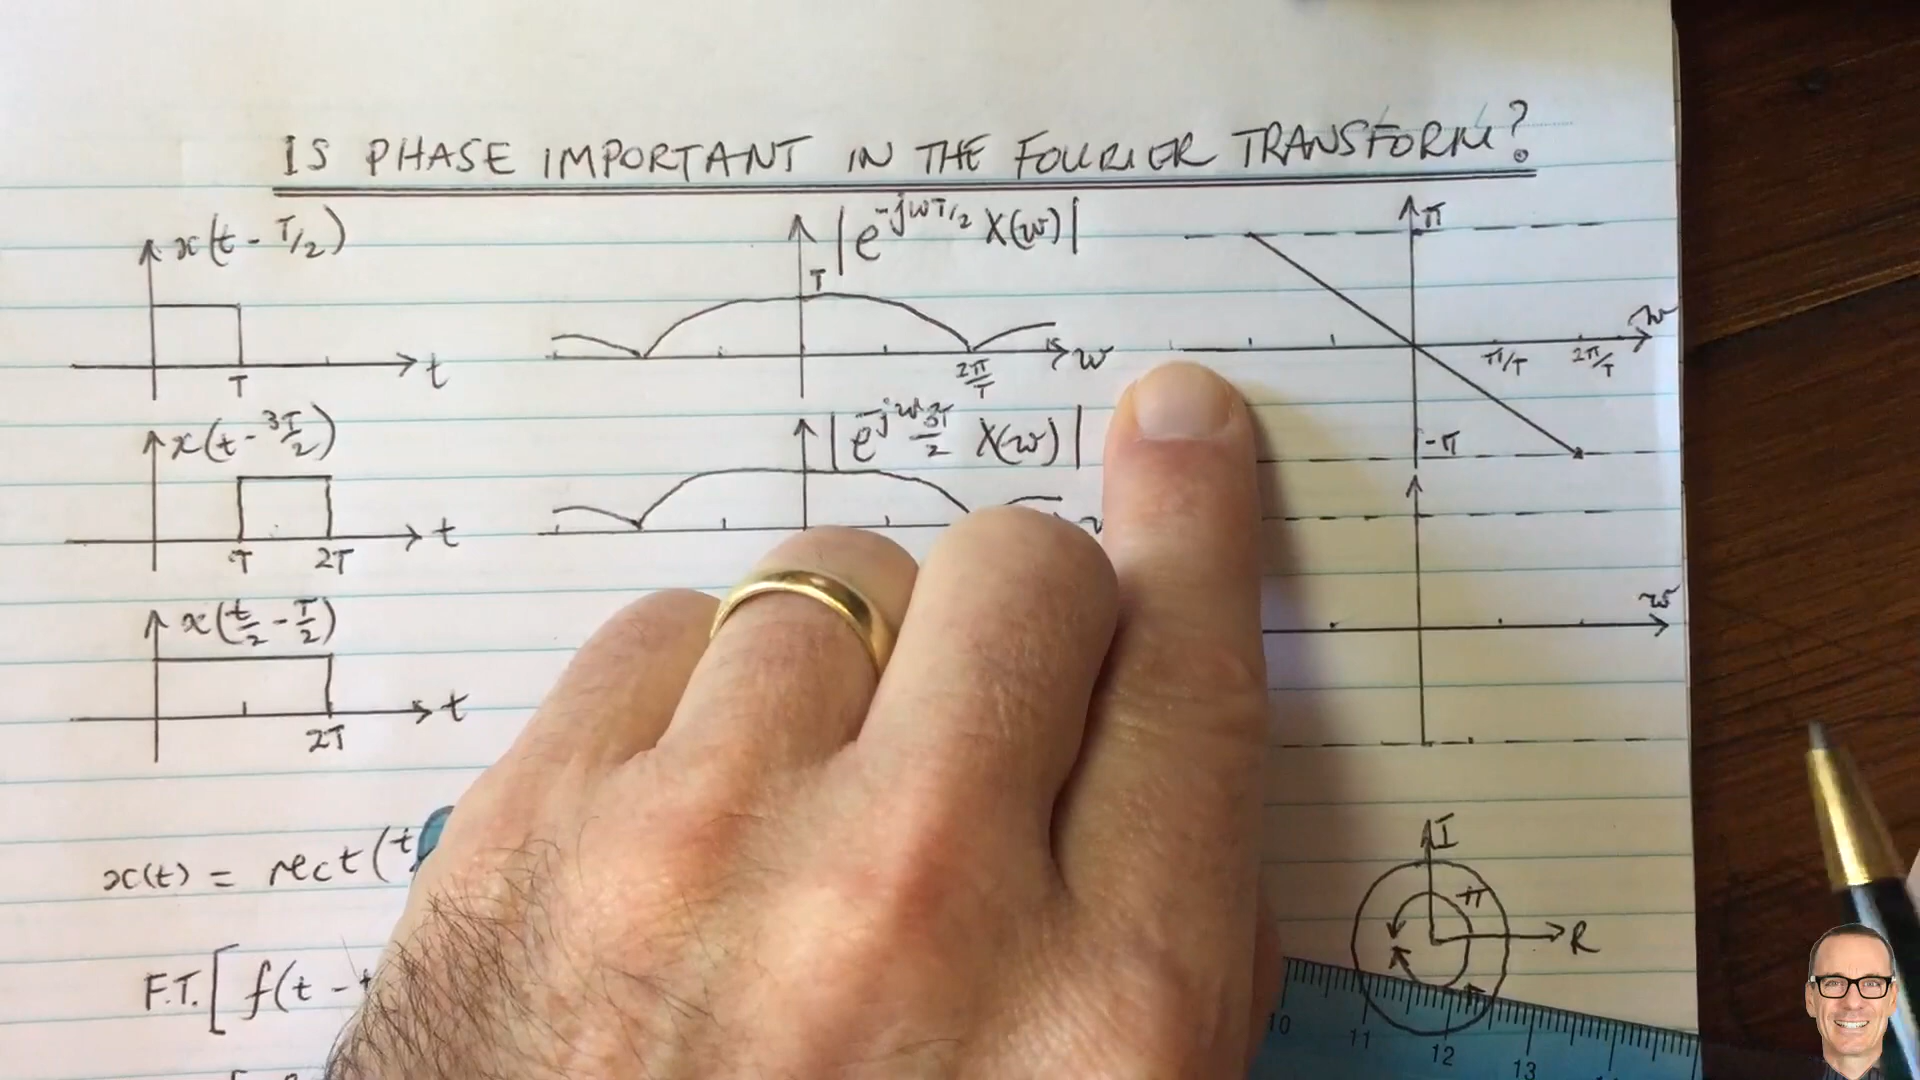 IS PHASE IMPORTANT IN THE FOURIER TRANSFORM?
x(t - T/2)
T
t
|e^{-jωT/2} X(ω)|
T
2π/T
ω
π
-π
π/T
2π/T
ω
x(t - 3T/2)
T
2T
t
|e^{-jω3T/2} X(ω)|
ω
x(t/2 - T/2)
2T
t
x(t) = rect(t
F.T.[f(t -
I
π
R
10 11 12 13